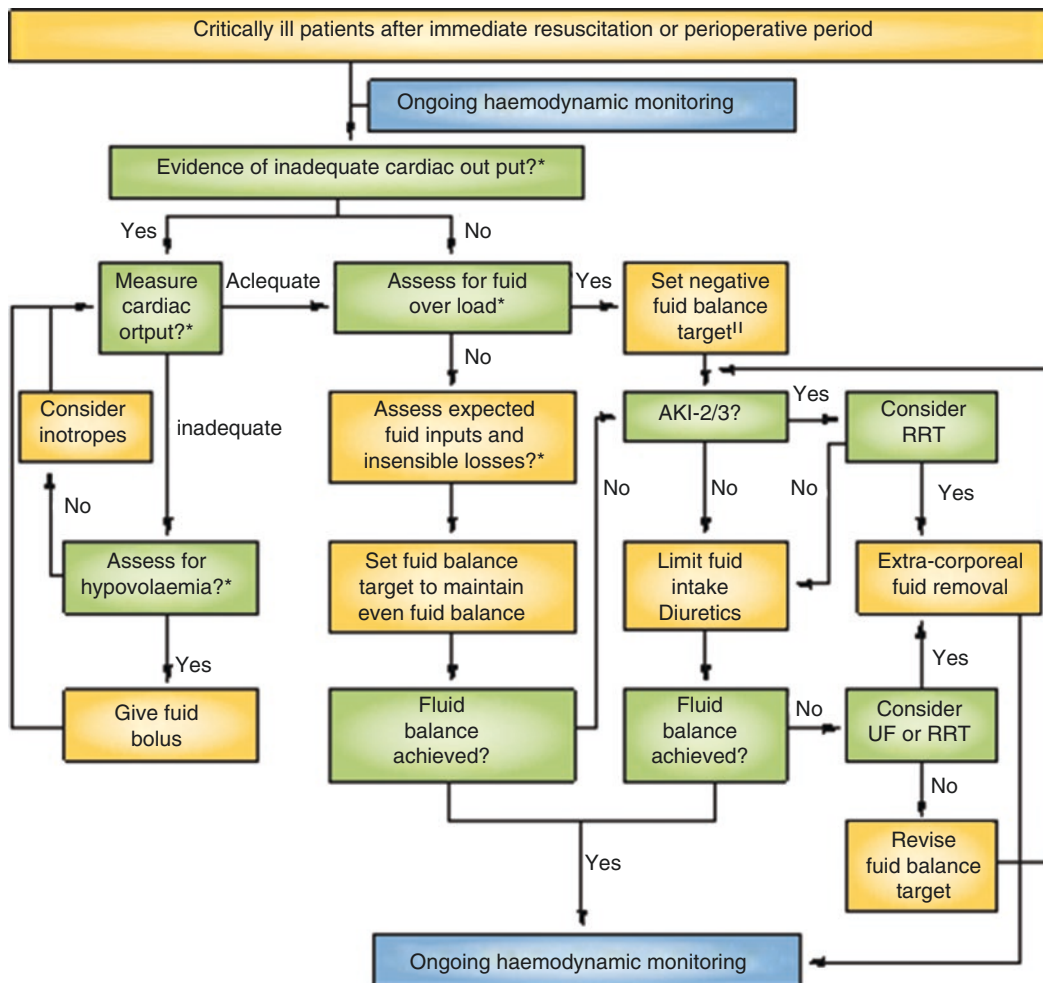 Critically ill patients after immediate resuscitation or perioperative period
Ongoing haemodynamic monitoring
Evidence of inadequate cardiac out put?*
Yes
No
Measure
cardiac
ortput?*
Aclequate
Assess for fuid
over load*
Yes
Set negative
fuid balance
target^II
No
Consider
inotropes
inadequate
Assess expected
fuid inputs and
insensible losses?*
AKI-2/3?
Yes
Consider
RRT
No
No
No
No
Yes
Assess for
hypovolaemia?*
Set fuid balance
target to maintain
even fuid balance
Limit fuid
intake
Diuretics
Extra-corporeal
fuid removal
Yes
Yes
Give fuid
bolus
Fluid
balance
achieved?
Fluid
balance
achieved?
No
Consider
UF or RRT
No
Yes
Revise
fuid balance
target
Ongoing haemodynamic monitoring